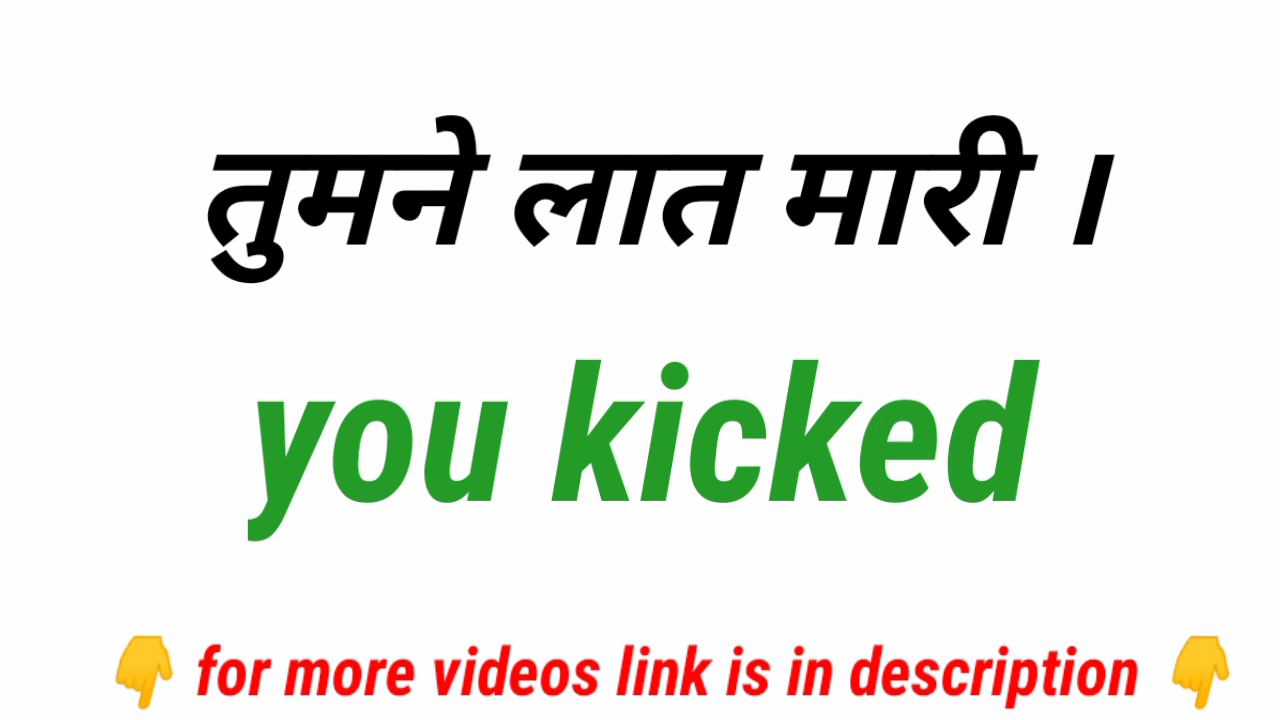 तुमने लात मारी ।
you kicked
👇 for more videos link is in description 👇